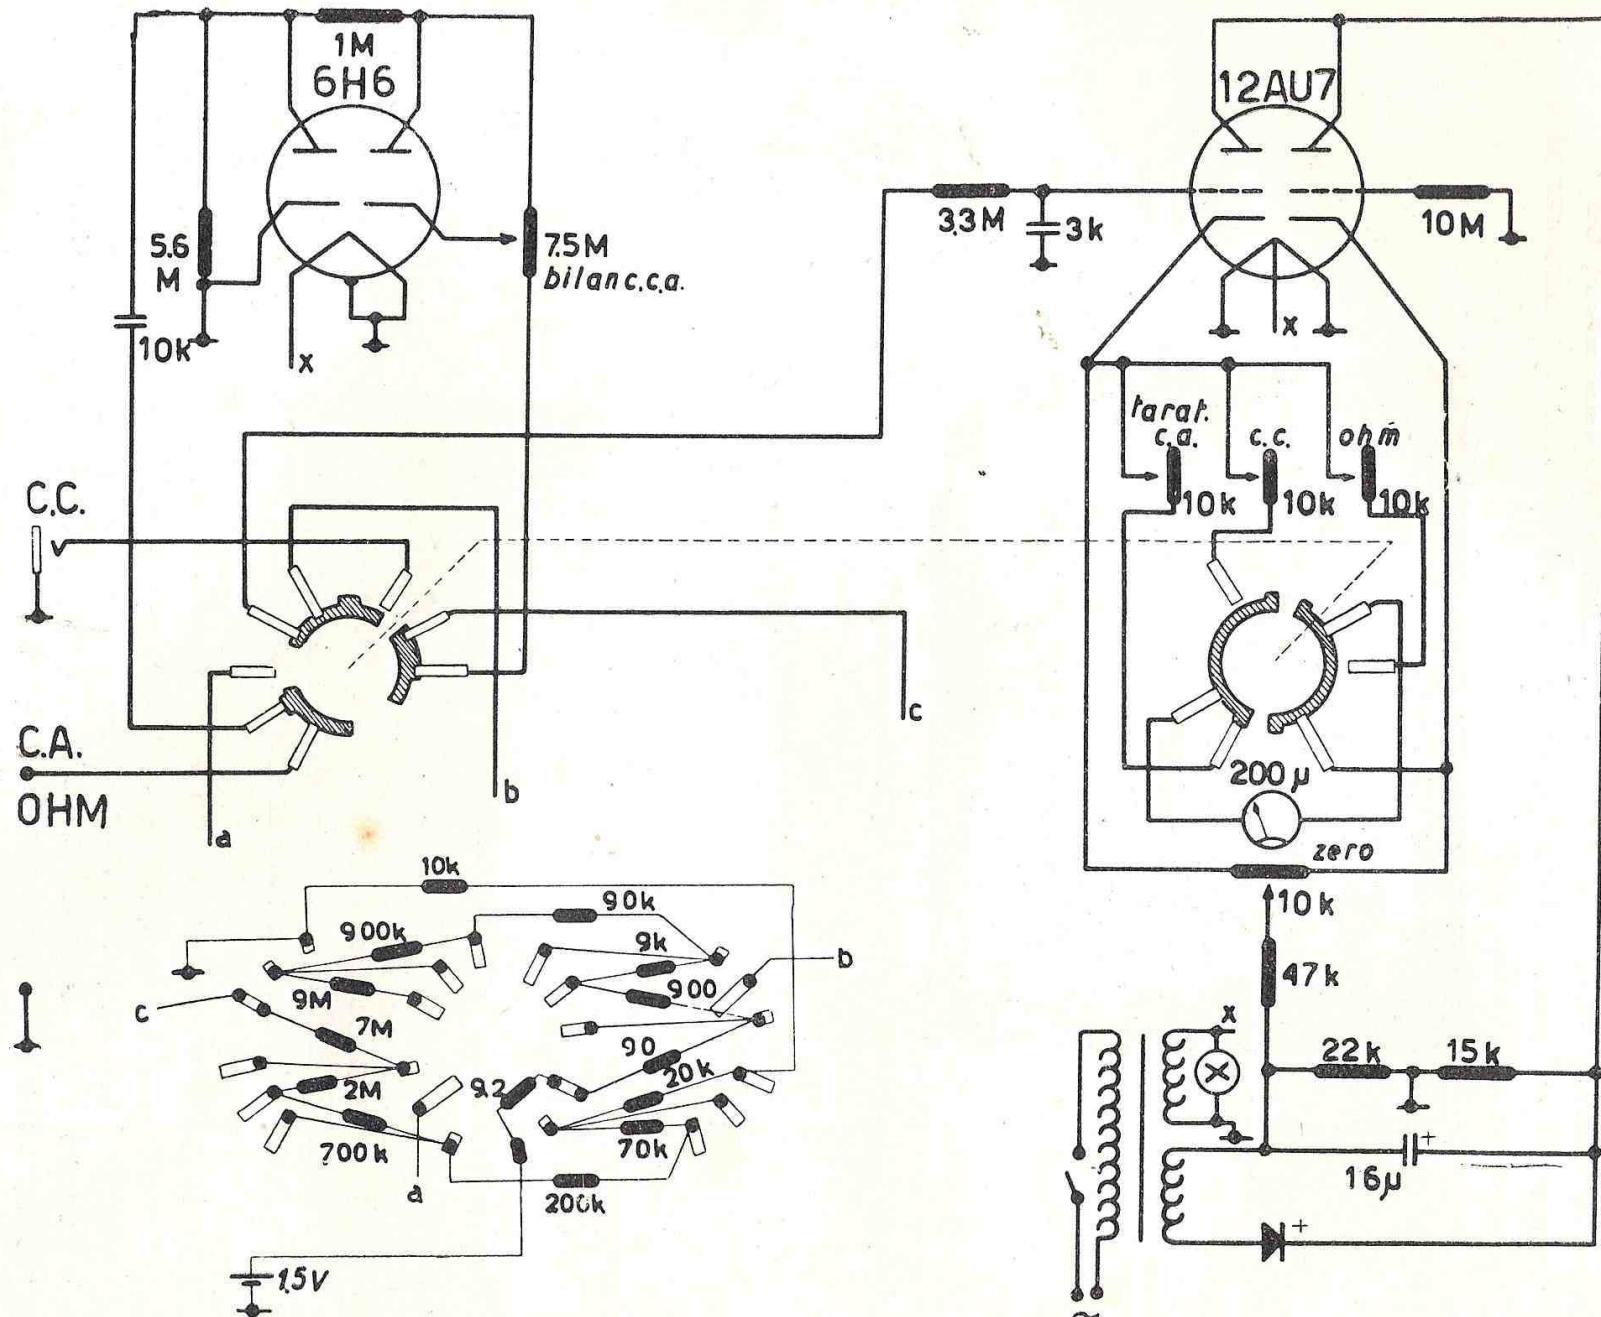 1M
6H6
12AU7
5.6
M
7.5M
bilanc.c.a.
10k
x
3,3M
3k
10M
x
tarat.
c.a.
c.c.
ohm
10k
10k
10k
C.C.
v
C.A.
OHM
a
b
c
200μ
zero
10k
47k
10k
90k
900k
9k
b
9M
900
c
7M
90
2M
9.2
20k
700k
70k
a
200k
1,5V
x
22k
15k
16μ
+
+
~